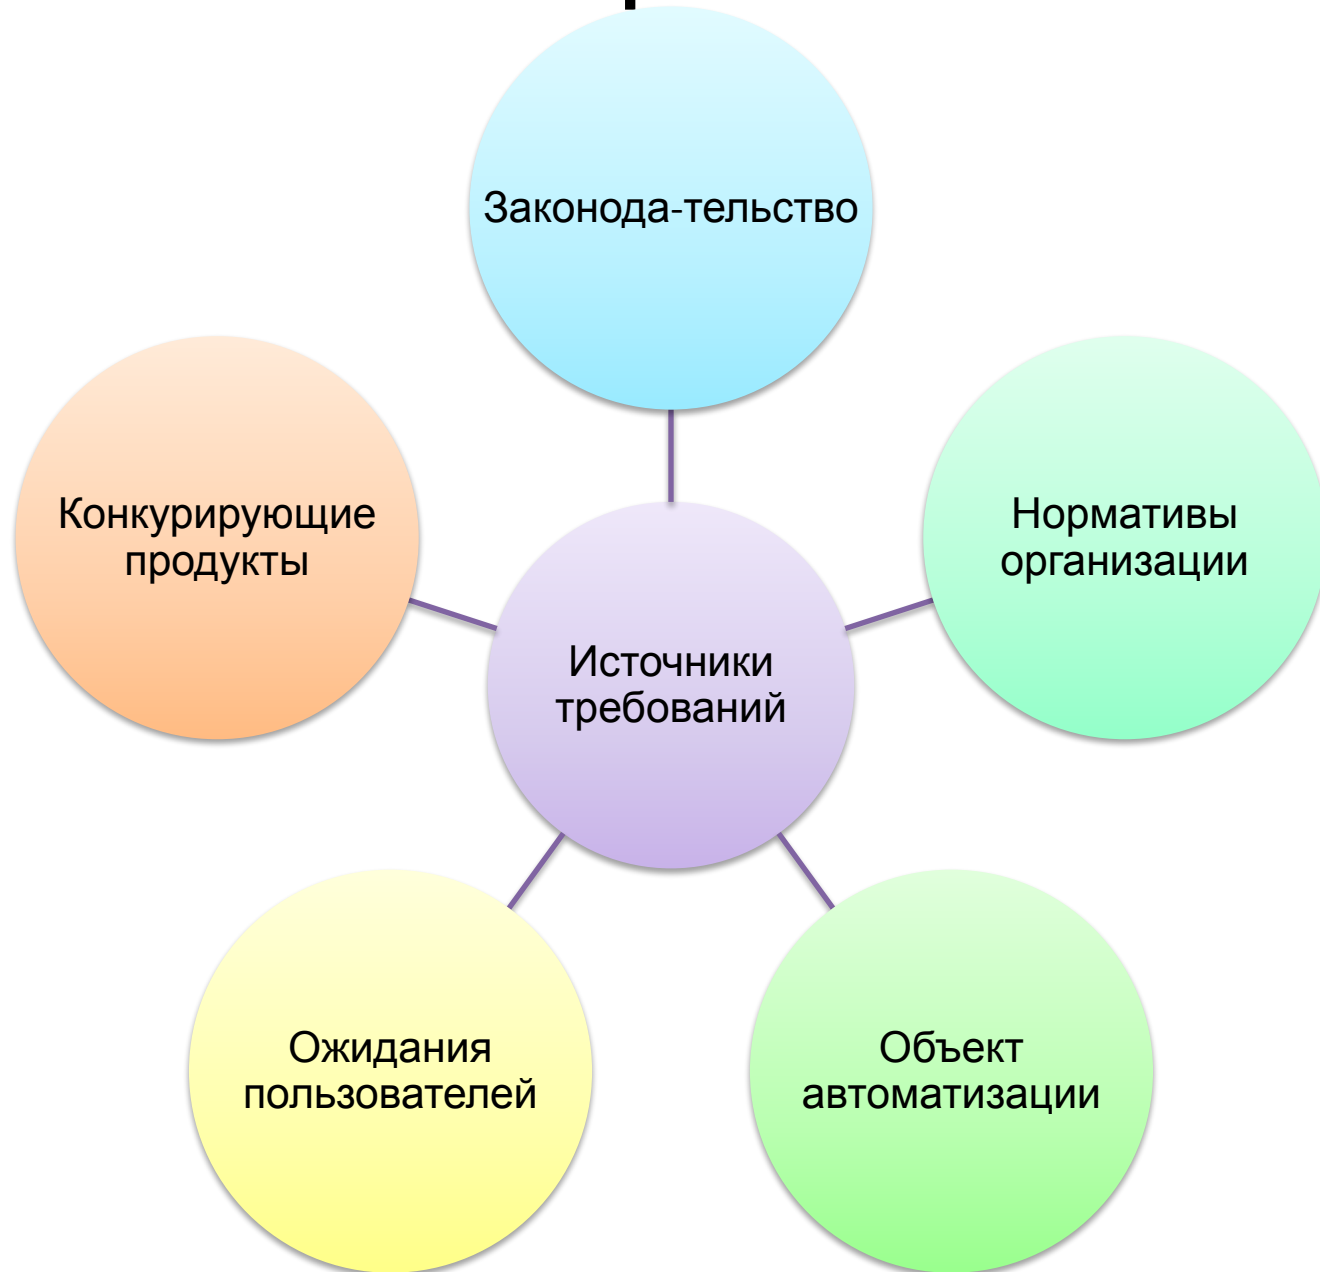 Законода-тельство
Конкурирующие
продукты
Нормативы
организации
Источники
требований
Ожидания
пользователей
Объект
автоматизации